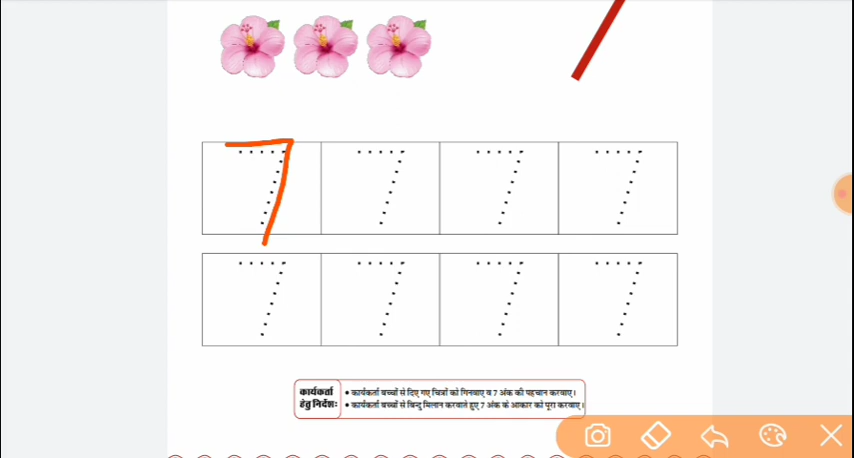 7 7 7 7
7 7 7 7
कार्यकर्ता हेतु निर्देशः
• कार्यकर्ता बच्चों से दिए गए चित्रों को गिनवाए व 7 अंक की पहचान करवाए।
• कार्यकर्ता बच्चों से बिन्दु मिलान करवाते हुए 7 अंक के आकार को पूरा करवाए।